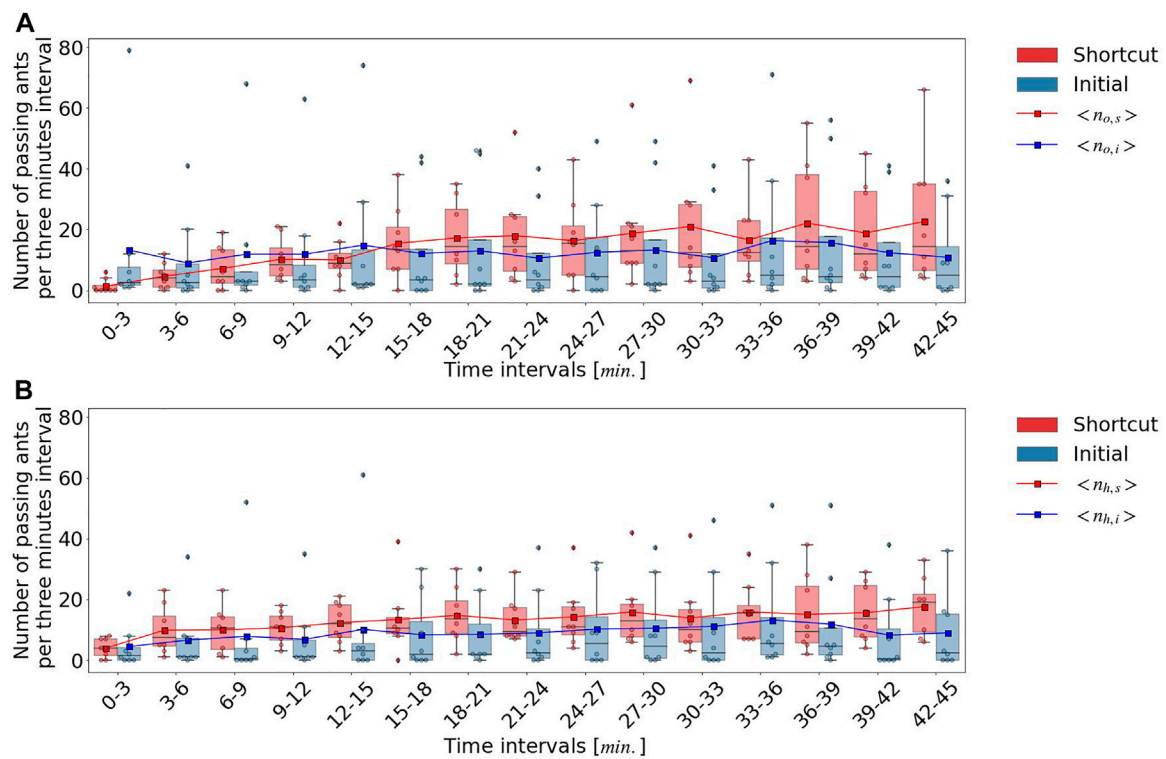 A
Number of passing ants
per three minutes interval
80
60
40
20
0
0-3
3-6
6-9
9-12
12-15
15-18
18-21
21-24
24-27
27-30
30-33
33-36
36-39
39-42
42-45
Time intervals [min.]
Shortcut
Initial
<n_{o,s}>
<n_{o,i}>
B
Number of passing ants
per three minutes interval
80
60
40
20
0
0-3
3-6
6-9
9-12
12-15
15-18
18-21
21-24
24-27
27-30
30-33
33-36
36-39
39-42
42-45
Time intervals [min.]
Shortcut
Initial
<n_{h,s}>
<n_{h,i}>